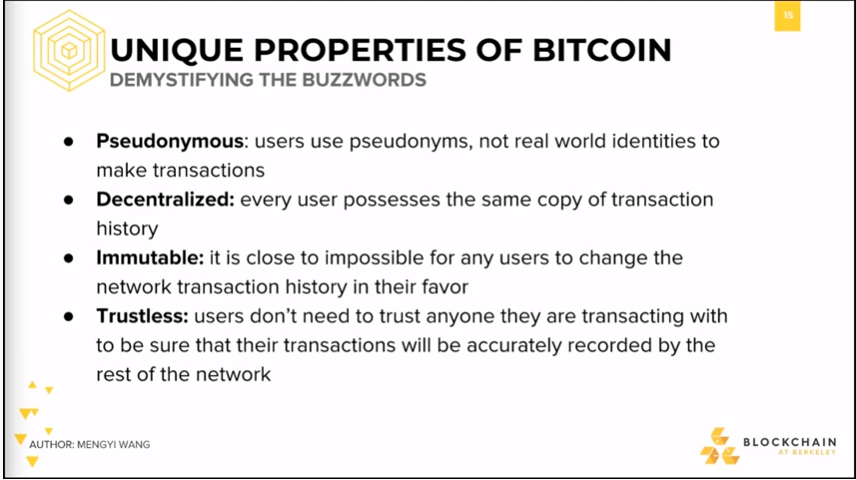 15
UNIQUE PROPERTIES OF BITCOIN
DEMYSTIFYING THE BUZZWORDS
● Pseudonymous: users use pseudonyms, not real world identities to
make transactions
● Decentralized: every user possesses the same copy of transaction
history
● Immutable: it is close to impossible for any users to change the
network transaction history in their favor
● Trustless: users don’t need to trust anyone they are transacting with
to be sure that their transactions will be accurately recorded by the
rest of the network
AUTHOR: MENGYI WANG
BLOCKCHAIN
AT BERKELEY